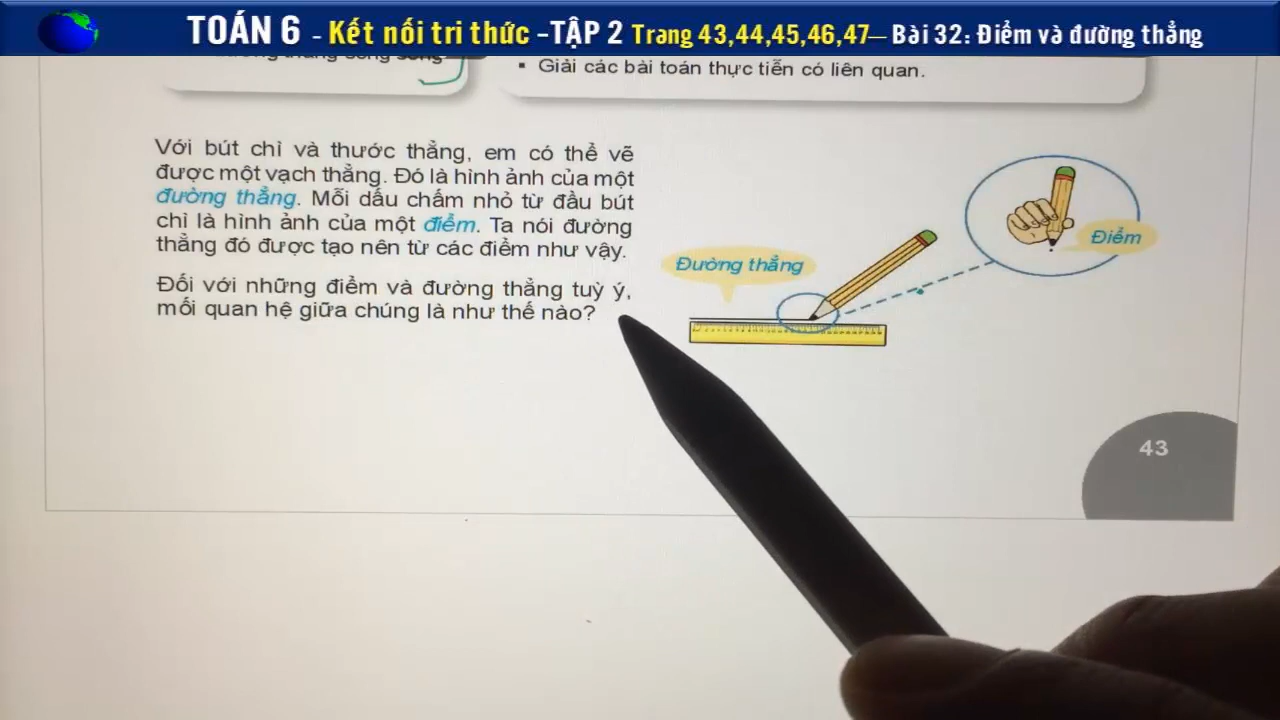 TOÁN 6 - Kết nối tri thức -TẬP 2 Trang 43,44,45,46,47- Bài 32: Điểm và đường thẳng
đường thẳng song song
▪ Giải các bài toán thực tiễn có liên quan.
Với bút chì và thước thẳng, em có thể vẽ
được một vạch thẳng. Đó là hình ảnh của một
đường thẳng. Mỗi dấu chấm nhỏ từ đầu bút
chì là hình ảnh của một điểm. Ta nói đường
thẳng đó được tạo nên từ các điểm như vậy.
Đối với những điểm và đường thẳng tuỳ ý,
mối quan hệ giữa chúng là như thế nào?
Đường thẳng
Điểm
43